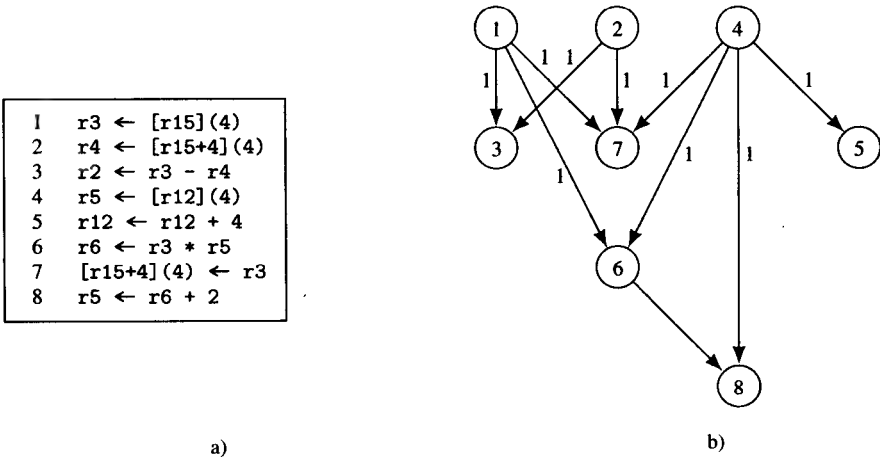 1 r3 ← [r15](4)
2 r4 ← [r15+4](4)
3 r2 ← r3 - r4
4 r5 ← [r12](4)
5 r12 ← r12 + 4
6 r6 ← r3 * r5
7 [r15+4](4) ← r3
8 r5 ← r6 + 2
a)
1 2 4
1 1 1 1 1 1
3 7 5
1 1 1
6
8
b)